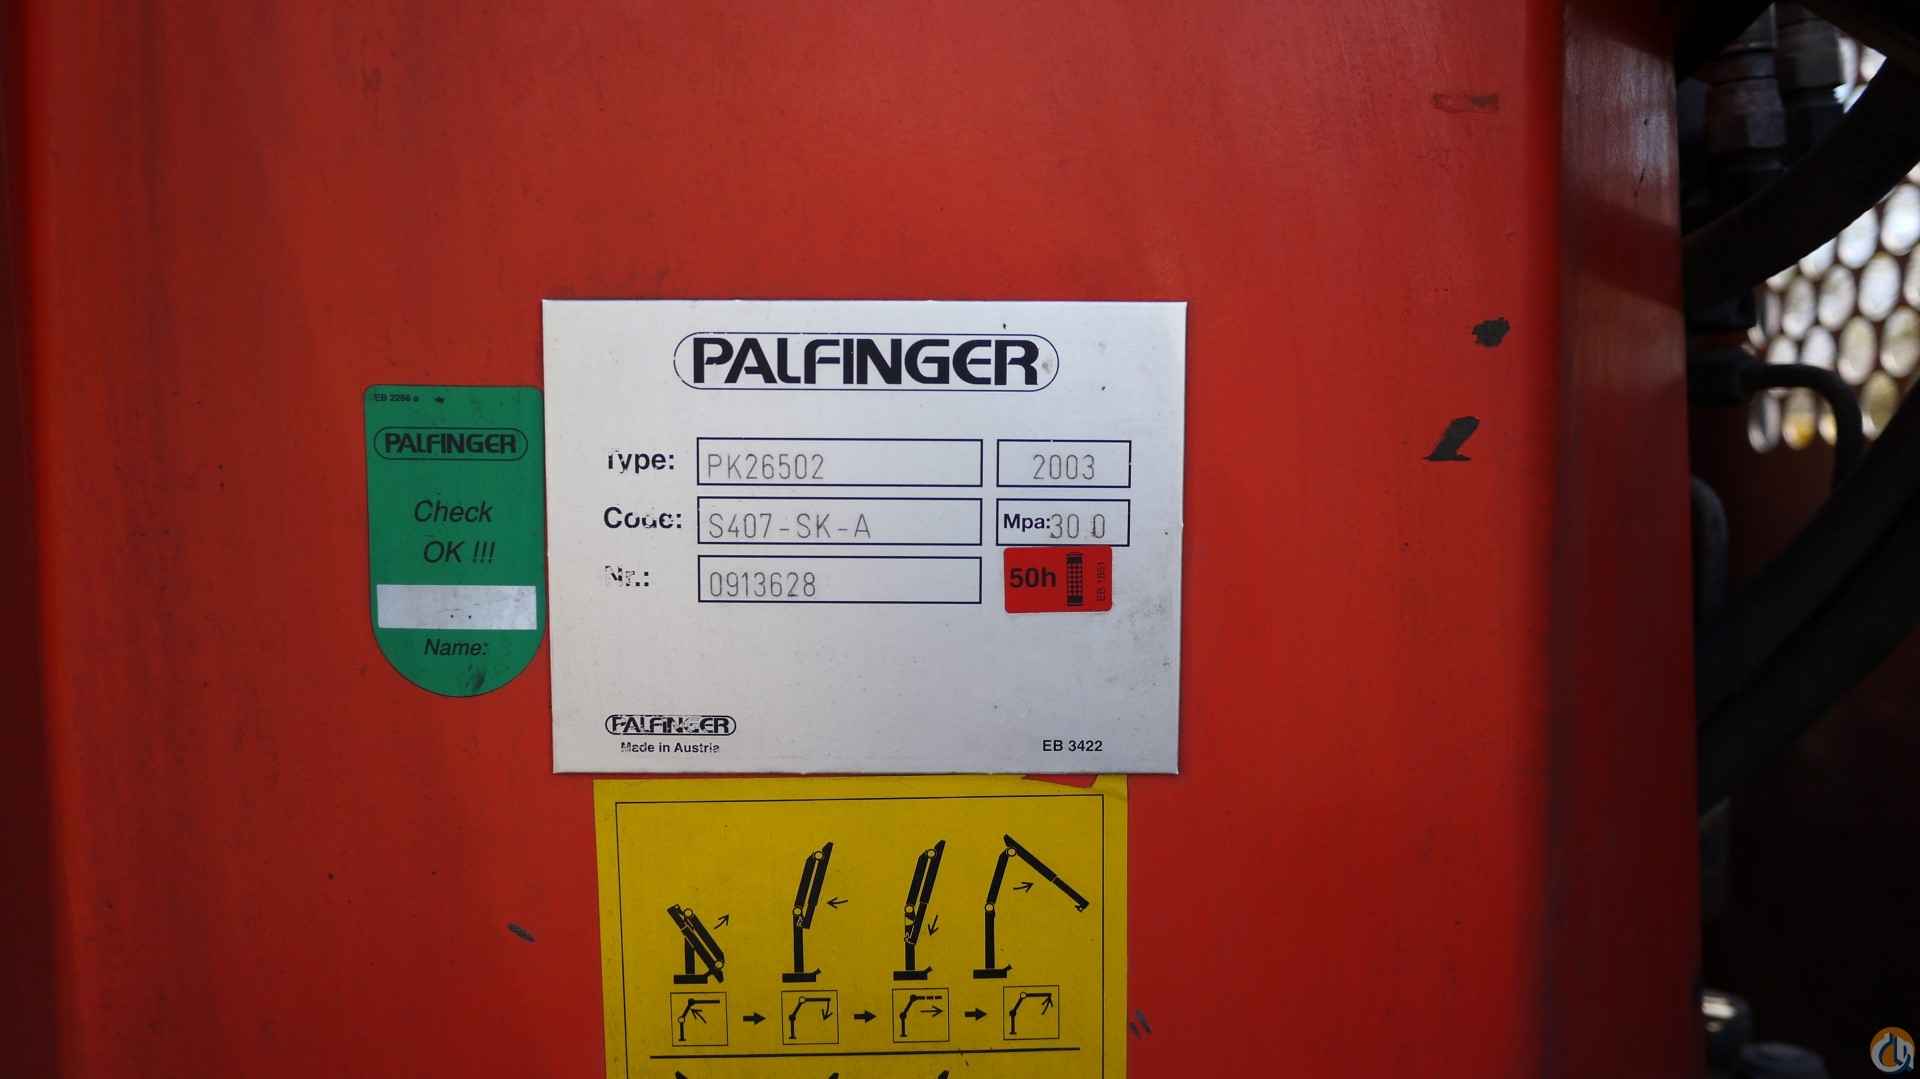 PALFINGER
Type: PK26502 2003
Code: S407-SK-A Mpa: 30.0
Nr.: 0913628
50h EB 1851
PALFINGER
Made in Austria
EB 3422
EB 2266 a
PALFINGER
Check
OK !!!
Name: